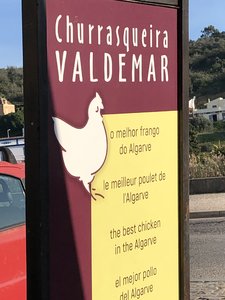 Churrasqueira
VALDEMAR
o melhor frango
do Algarve
le meilleur poulet de
l'Algarve
the best chicken
in the Algarve
el mejor pollo
del Algarve